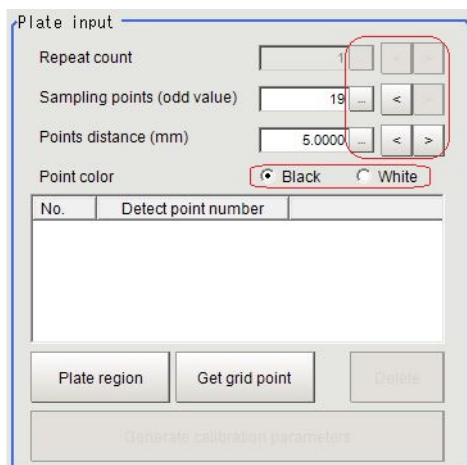 Plate input
Repeat count 1 ... < >
Sampling points (odd value) 19 ... < >
Points distance (mm) 5.0000 ... < >
Point color Black White
No. Detect point number
Plate region Get grid point Delete
Generate calibration parameters